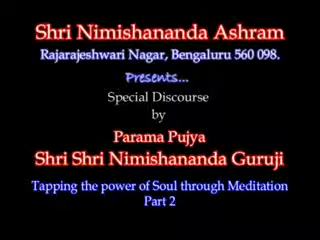 Shri Nimishananda Ashram
Rajarajeshwari Nagar, Bengaluru 560 098.
Presents...
Special Discourse
by
Parama Pujya
Shri Shri Nimishananda Guruji
Tapping the power of Soul through Meditation
Part 2